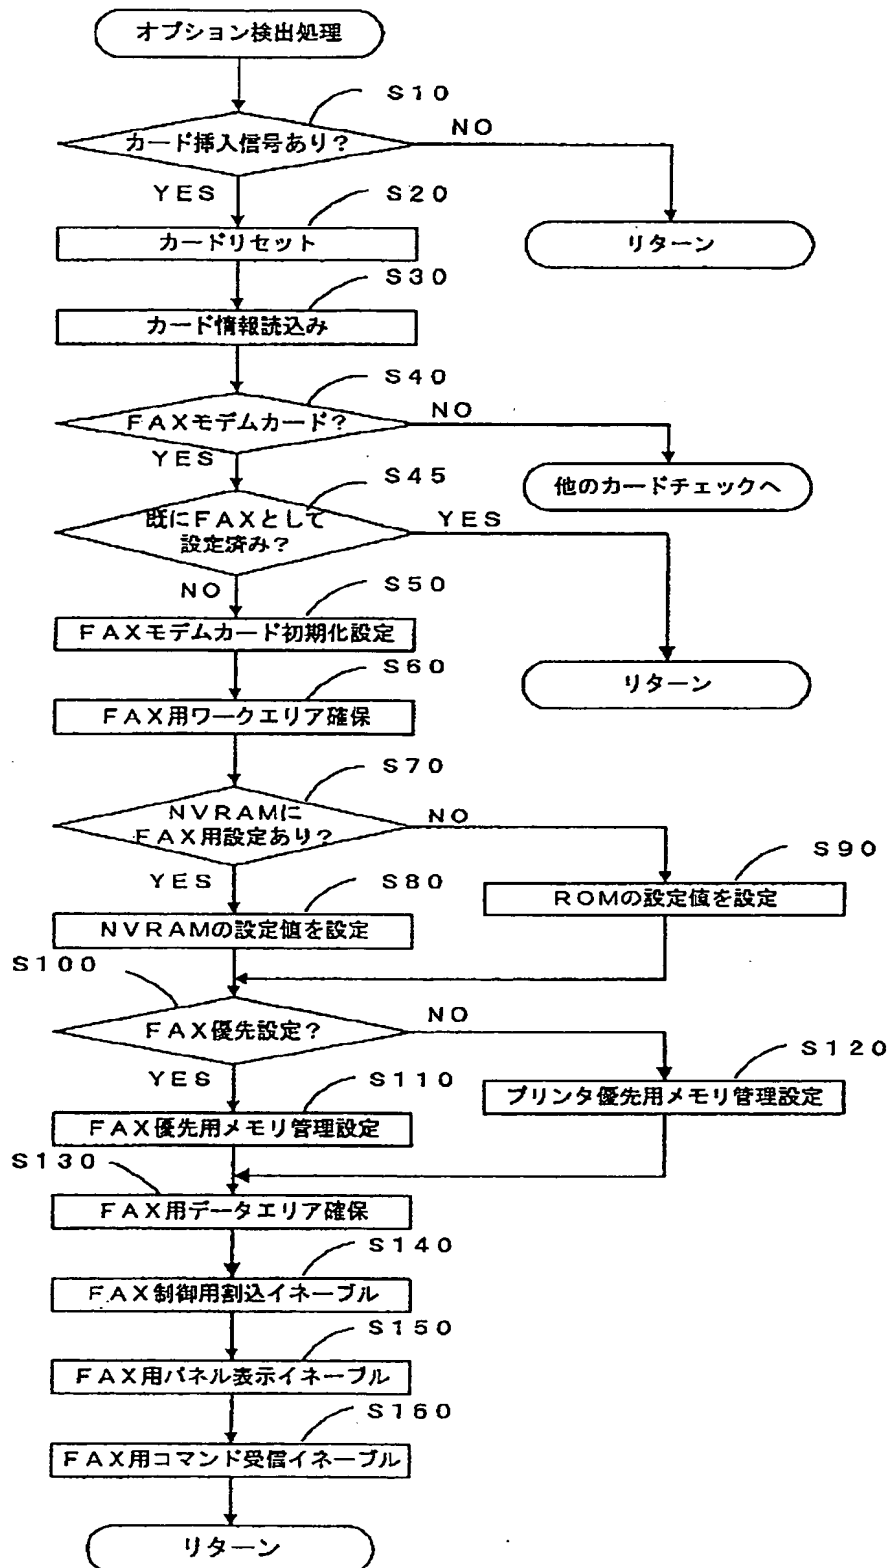 オプション検出処理
S10
カード挿入信号あり?
NO
YES
S20
カードリセット
リターン
S30
カード情報読込み
S40
FAXモデムカード?
NO
YES
S45
他のカードチェックへ
既にFAXとして
設定済み?
YES
NO
S50
FAXモデムカード初期化設定
S60
リターン
FAX用ワークエリア確保
S70
NVRAMに
FAX用設定あり?
NO
S90
YES
S80
ROMの設定値を設定
NVRAMの設定値を設定
S100
FAX優先設定?
NO
S120
YES
S110
プリンタ優先用メモリ管理設定
FAX優先用メモリ管理設定
S130
FAX用データエリア確保
S140
FAX制御用割込イネーブル
S150
FAX用パネル表示イネーブル
S160
FAX用コマンド受信イネーブル
リターン